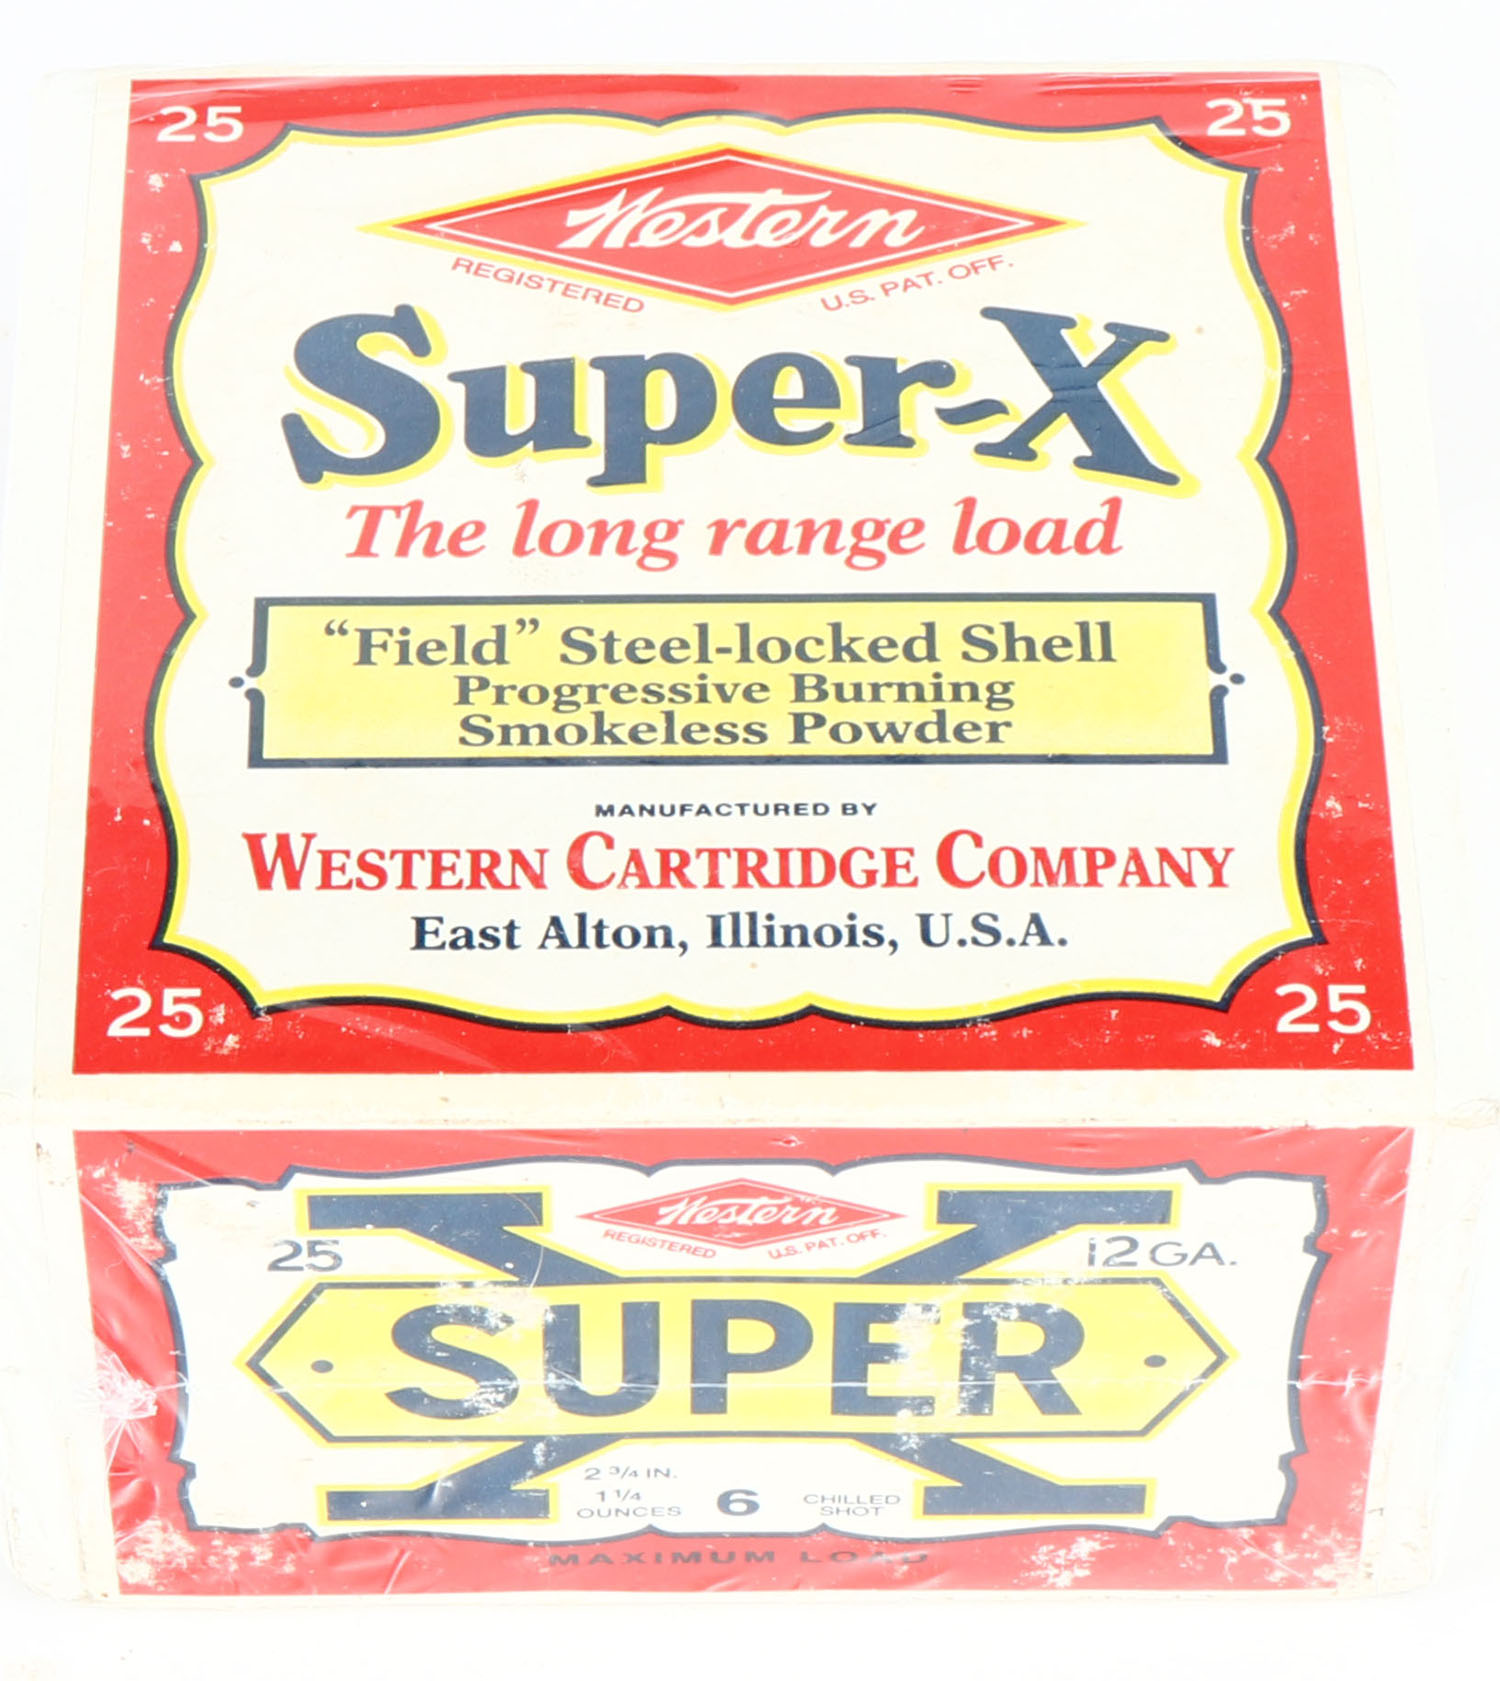 25 25
Western
REGISTERED U.S. PAT. OFF.
Super-X
The long range load
“Field” Steel-locked Shell
Progressive Burning
Smokeless Powder
MANUFACTURED BY
WESTERN CARTRIDGE COMPANY
East Alton, Illinois, U.S.A.
25 25
Western
REGISTERED U.S. PAT. OFF.
25 12 GA.
X
SUPER
2 3/4 IN.
1 1/4
OUNCES
6
CHILLED
SHOT
MAXIMUM LOAD